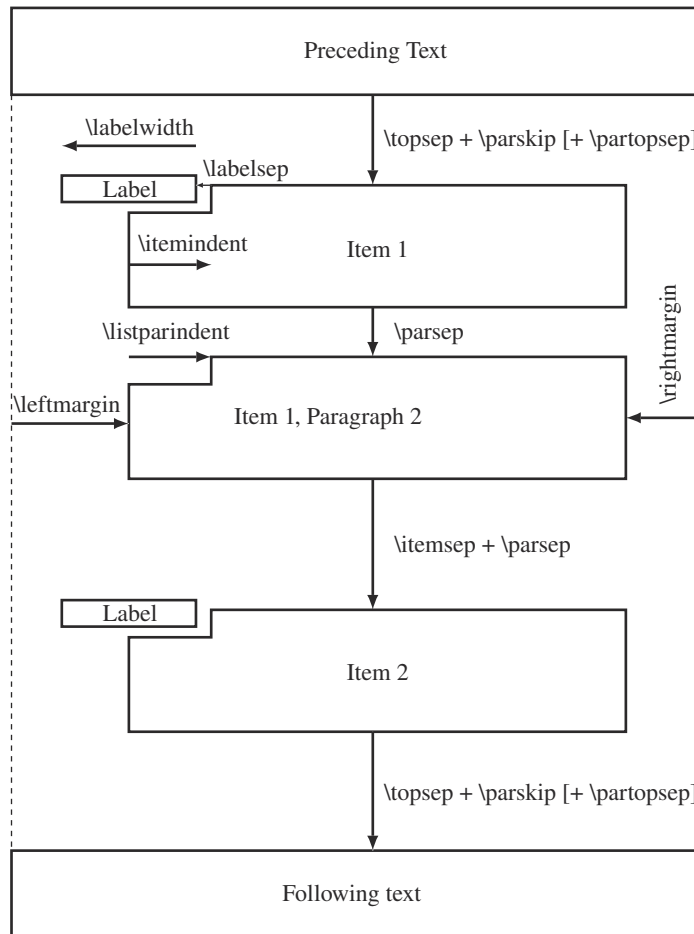 Preceding Text
\labelwidth
\topsep + \parskip [+ \partopsep]
\labelsep
Label
\itemindent
Item 1
\listparindent
\parsep
\rightmargin
\leftmargin
Item 1, Paragraph 2
\itemsep + \parsep
Label
Item 2
\topsep + \parskip [+ \partopsep]
Following text